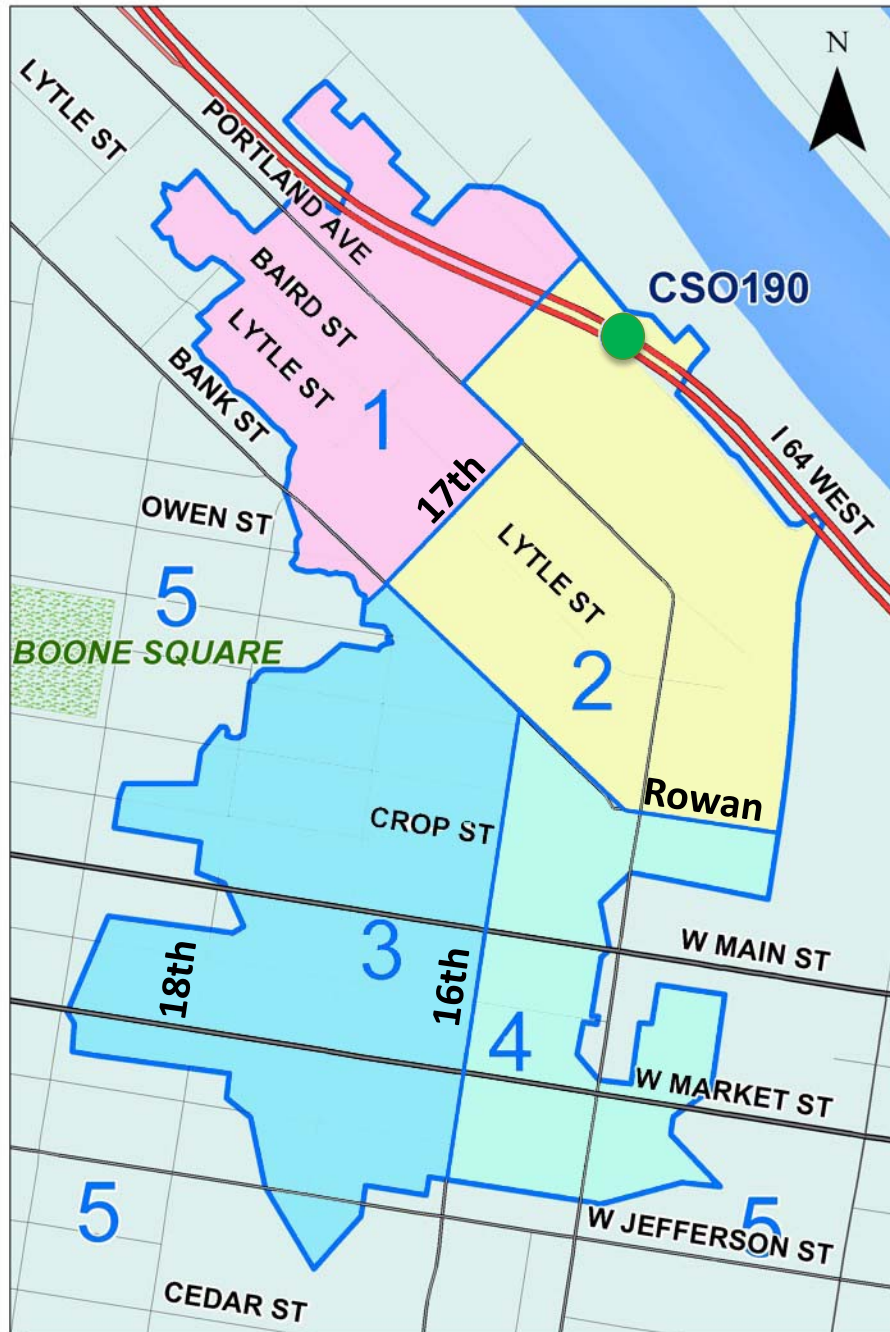 N
LYTLE ST
PORTLAND AVE
CSO190
BAIRD ST
LYTLE ST
BANK ST
1
I 64 WEST
17th
OWEN ST
LYTLE ST
5
BOONE SQUARE
2
Rowan
CROP ST
W MAIN ST
3
18th
16th
4
W MARKET ST
5
W JEFFERSON ST
5
CEDAR ST